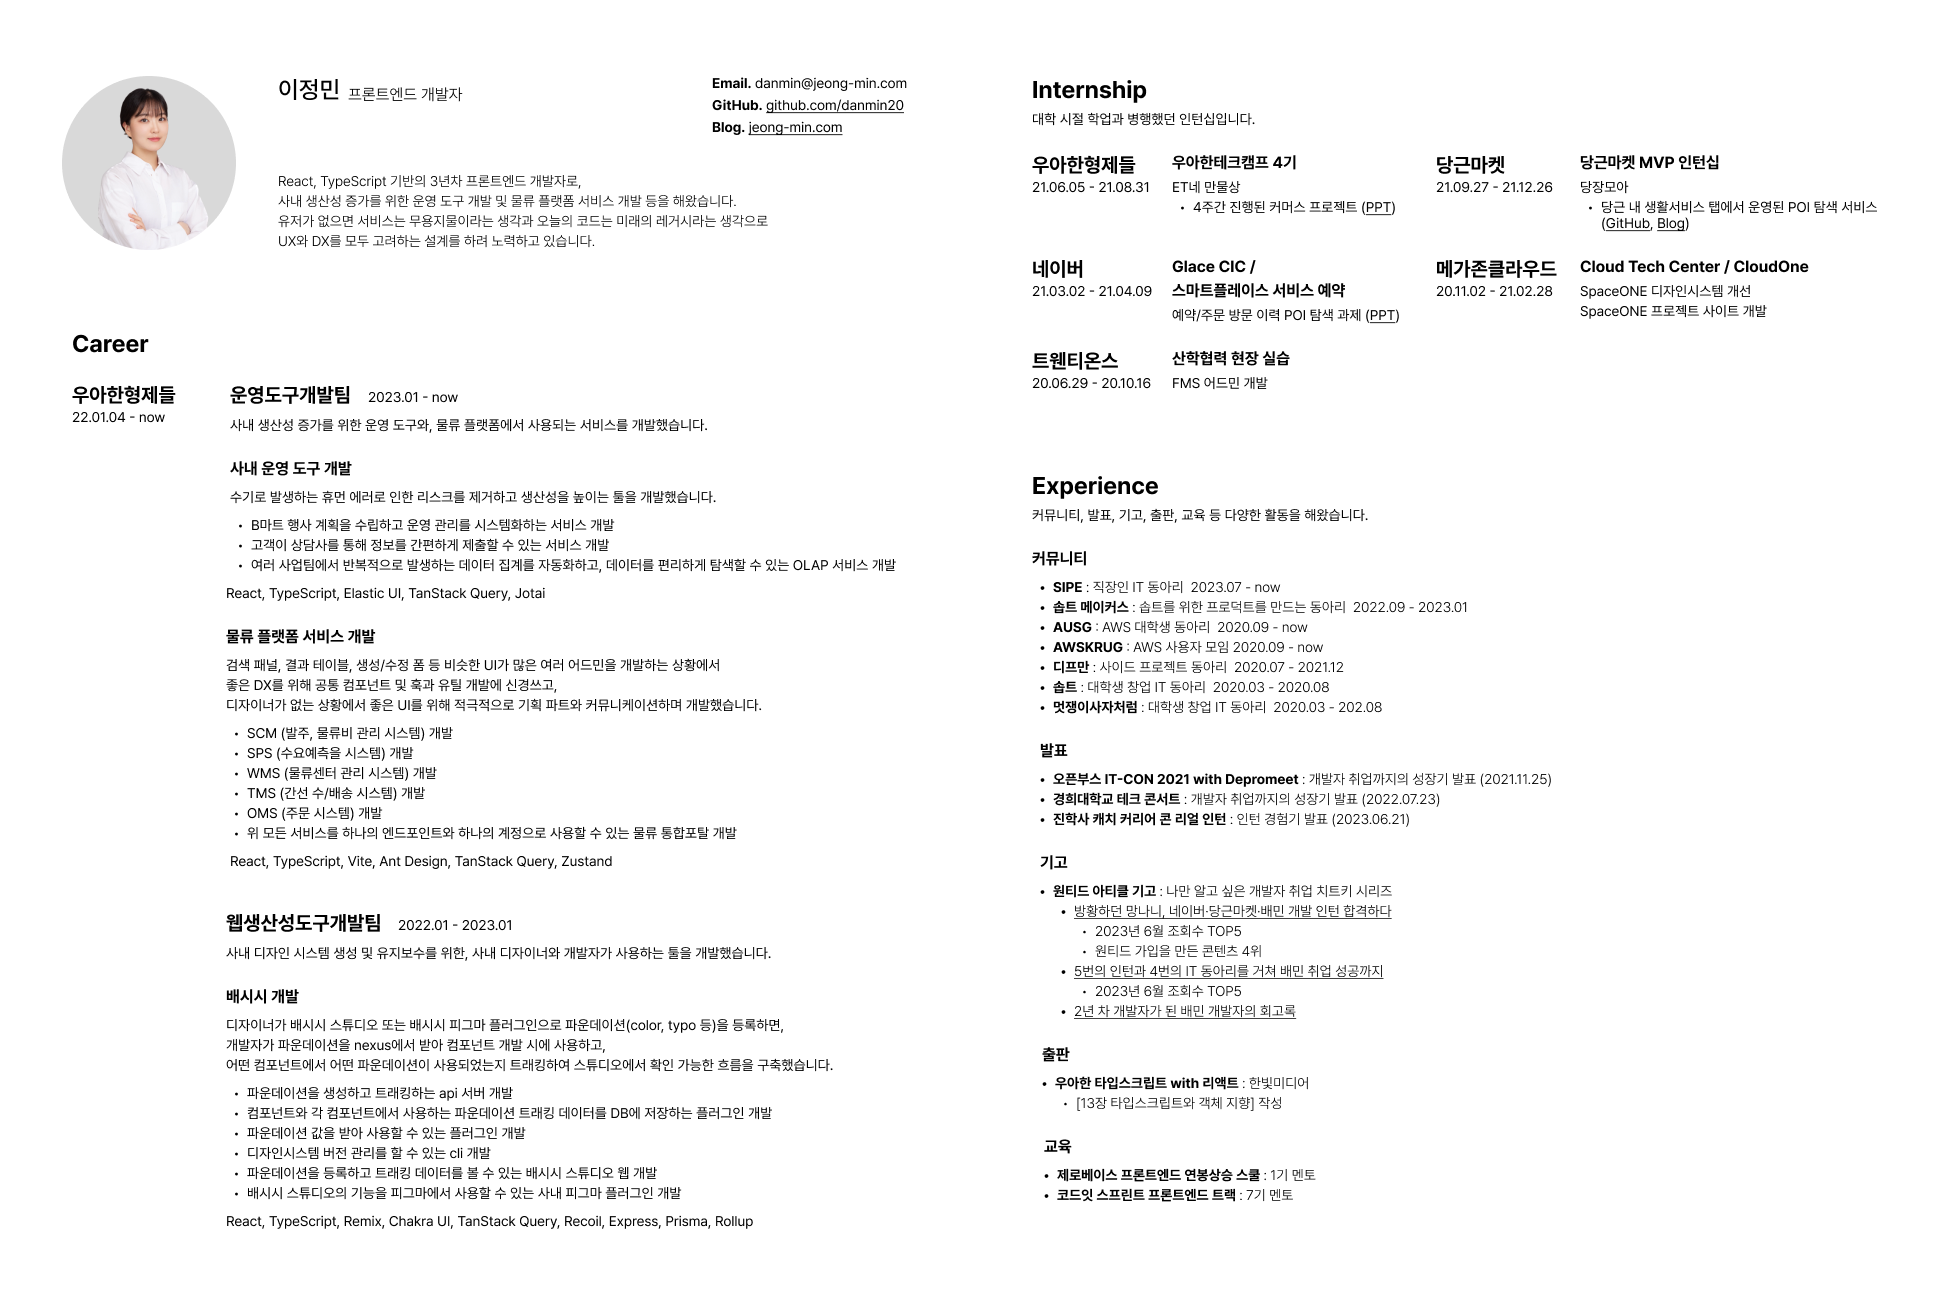 이정민 프론트엔드 개발자
Email. danmin@jeong-min.com
GitHub. github.com/danmin20
Blog. jeong-min.com
React, TypeScript 기반의 3년차 프론트엔드 개발자로,
사내 생산성 증가를 위한 운영 도구 개발 및 물류 플랫폼 서비스 개발 등을 해왔습니다.
유저가 없으면 서비스는 무용지물이라는 생각과 오늘의 코드는 미래의 레거시라는 생각으로
UX와 DX를 모두 고려하는 설계를 하려 노력하고 있습니다.
Career
우아한형제들
22.01.04 - now
운영도구개발팀 2023.01 - now
사내 생산성 증가를 위한 운영 도구와, 물류 플랫폼에서 사용되는 서비스를 개발했습니다.
사내 운영 도구 개발
수기로 발생하는 휴먼 에러로 인한 리스크를 제거하고 생산성을 높이는 툴을 개발했습니다.
• B마트 행사 계획을 수립하고 운영 관리를 시스템화하는 서비스 개발
• 고객이 상담사를 통해 정보를 간편하게 제출할 수 있는 서비스 개발
• 여러 사업팀에서 반복적으로 발생하는 데이터 집계를 자동화하고, 데이터를 편리하게 탐색할 수 있는 OLAP 서비스 개발
React, TypeScript, Elastic UI, TanStack Query, Jotai
물류 플랫폼 서비스 개발
검색 패널, 결과 테이블, 생성/수정 폼 등 비슷한 UI가 많은 여러 어드민을 개발하는 상황에서
좋은 DX를 위해 공통 컴포넌트 및 훅과 유틸 개발에 신경쓰고,
디자이너가 없는 상황에서 좋은 UI를 위해 적극적으로 기획 파트와 커뮤니케이션하며 개발했습니다.
• SCM (발주, 물류비 관리 시스템) 개발
• SPS (수요예측을 시스템) 개발
• WMS (물류센터 관리 시스템) 개발
• TMS (간선 수/배송 시스템) 개발
• OMS (주문 시스템) 개발
• 위 모든 서비스를 하나의 엔드포인트와 하나의 계정으로 사용할 수 있는 물류 통합포탈 개발
React, TypeScript, Vite, Ant Design, TanStack Query, Zustand
웹생산성도구개발팀 2022.01 - 2023.01
사내 디자인 시스템 생성 및 유지보수를 위한, 사내 디자이너와 개발자가 사용하는 툴을 개발했습니다.
배시시 개발
디자이너가 배시시 스튜디오 또는 배시시 피그마 플러그인으로 파운데이션(color, typo 등)을 등록하면,
개발자가 파운데이션을 nexus에서 받아 컴포넌트 개발 시에 사용하고,
어떤 컴포넌트에서 어떤 파운데이션이 사용되었는지 트래킹하여 스튜디오에서 확인 가능한 흐름을 구축했습니다.
• 파운데이션을 생성하고 트래킹하는 api 서버 개발
• 컴포넌트와 각 컴포넌트에서 사용하는 파운데이션 트래킹 데이터를 DB에 저장하는 플러그인 개발
• 파운데이션 값을 받아 사용할 수 있는 플러그인 개발
• 디자인시스템 버전 관리를 할 수 있는 cli 개발
• 파운데이션을 등록하고 트래킹 데이터를 볼 수 있는 배시시 스튜디오 웹 개발
• 배시시 스튜디오의 기능을 피그마에서 사용할 수 있는 사내 피그마 플러그인 개발
React, TypeScript, Remix, Chakra UI, TanStack Query, Recoil, Express, Prisma, Rollup
Internship
대학 시절 학업과 병행했던 인턴십입니다.
우아한형제들
21.06.05 - 21.08.31
우아한테크캠프 4기
ET네 만물상
• 4주간 진행된 커머스 프로젝트 (PPT)
당근마켓
21.09.27 - 21.12.26
당근마켓 MVP 인턴십
당장모아
• 당근 내 생활서비스 탭에서 운영된 POI 탐색 서비스
(GitHub, Blog)
네이버
21.03.02 - 21.04.09
Glace CIC /
스마트플레이스 서비스 예약
예약/주문 방문 이력 POI 탐색 과제 (PPT)
메가존클라우드
20.11.02 - 21.02.28
Cloud Tech Center / CloudOne
SpaceONE 디자인시스템 개선
SpaceONE 프로젝트 사이트 개발
트웬티온스
20.06.29 - 20.10.16
산학협력 현장 실습
FMS 어드민 개발
Experience
커뮤니티, 발표, 기고, 출판, 교육 등 다양한 활동을 해왔습니다.
커뮤니티
• SIPE : 직장인 IT 동아리 2023.07 - now
• 솝트 메이커스 : 솝트를 위한 프로덕트를 만드는 동아리 2022.09 - 2023.01
• AUSG : AWS 대학생 동아리 2020.09 - now
• AWSKRUG : AWS 사용자 모임 2020.09 - now
• 디프만 : 사이드 프로젝트 동아리 2020.07 - 2021.12
• 솝트 : 대학생 창업 IT 동아리 2020.03 - 2020.08
• 멋쟁이사자처럼 : 대학생 창업 IT 동아리 2020.03 - 202.08
발표
• 오픈부스 IT-CON 2021 with Depromeet : 개발자 취업까지의 성장기 발표 (2021.11.25)
• 경희대학교 테크 콘서트 : 개발자 취업까지의 성장기 발표 (2022.07.23)
• 진학사 캐치 커리어 콘 리얼 인턴 : 인턴 경험기 발표 (2023.06.21)
기고
• 원티드 아티클 기고 : 나만 알고 싶은 개발자 취업 치트키 시리즈
• 방황하던 망나니, 네이버·당근마켓·배민 개발 인턴 합격하다
• 2023년 6월 조회수 TOP5
• 원티드 가입을 만든 콘텐츠 4위
• 5번의 인턴과 4번의 IT 동아리를 거쳐 배민 취업 성공까지
• 2023년 6월 조회수 TOP5
• 2년 차 개발자가 된 배민 개발자의 회고록
출판
• 우아한 타입스크립트 with 리액트 : 한빛미디어
• [13장 타입스크립트와 객체 지향] 작성
교육
• 제로베이스 프론트엔드 연봉상승 스쿨 : 1기 멘토
• 코드잇 스프린트 프론트엔드 트랙 : 7기 멘토